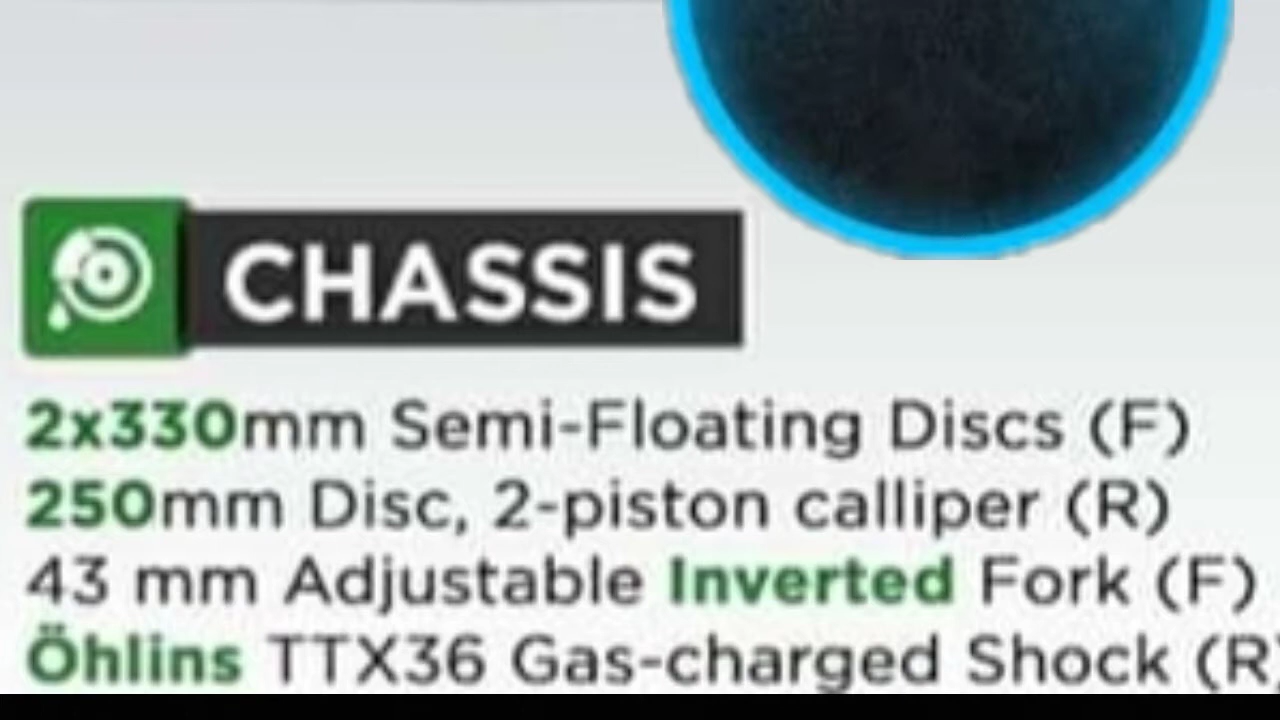 CHASSIS
2x330mm Semi-Floating Discs (F)
250mm Disc, 2-piston calliper (R)
43 mm Adjustable Inverted Fork (F)
Öhlins TTX36 Gas-charged Shock (R)